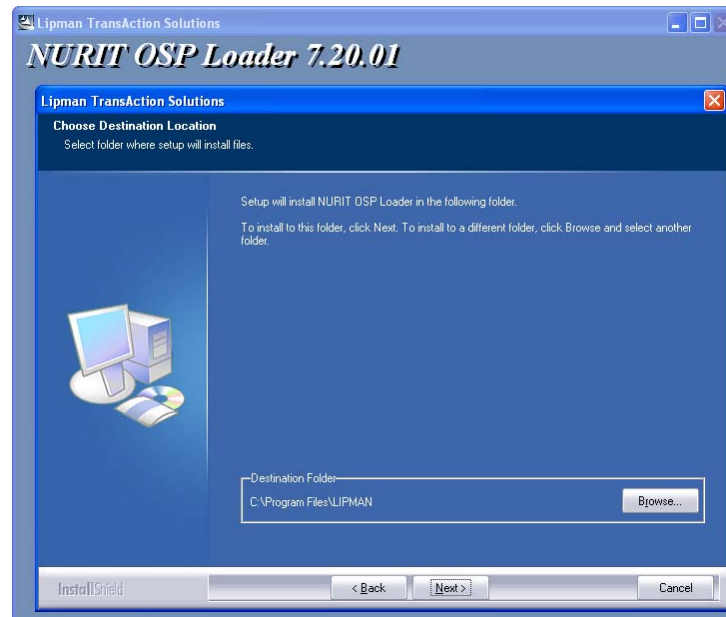 Lipman TransAction Solutions
NURIT OSP Loader 7.20.01
Lipman TransAction Solutions
Choose Destination Location
Select folder where setup will install files.
Setup will install NURIT OSP Loader in the following folder.
To install to this folder, click Next. To install to a different folder, click Browse and select another
folder.
Destination Folder
C:\Program Files\LIPMAN
Browse...
InstallShield
< Back
Next >
Cancel